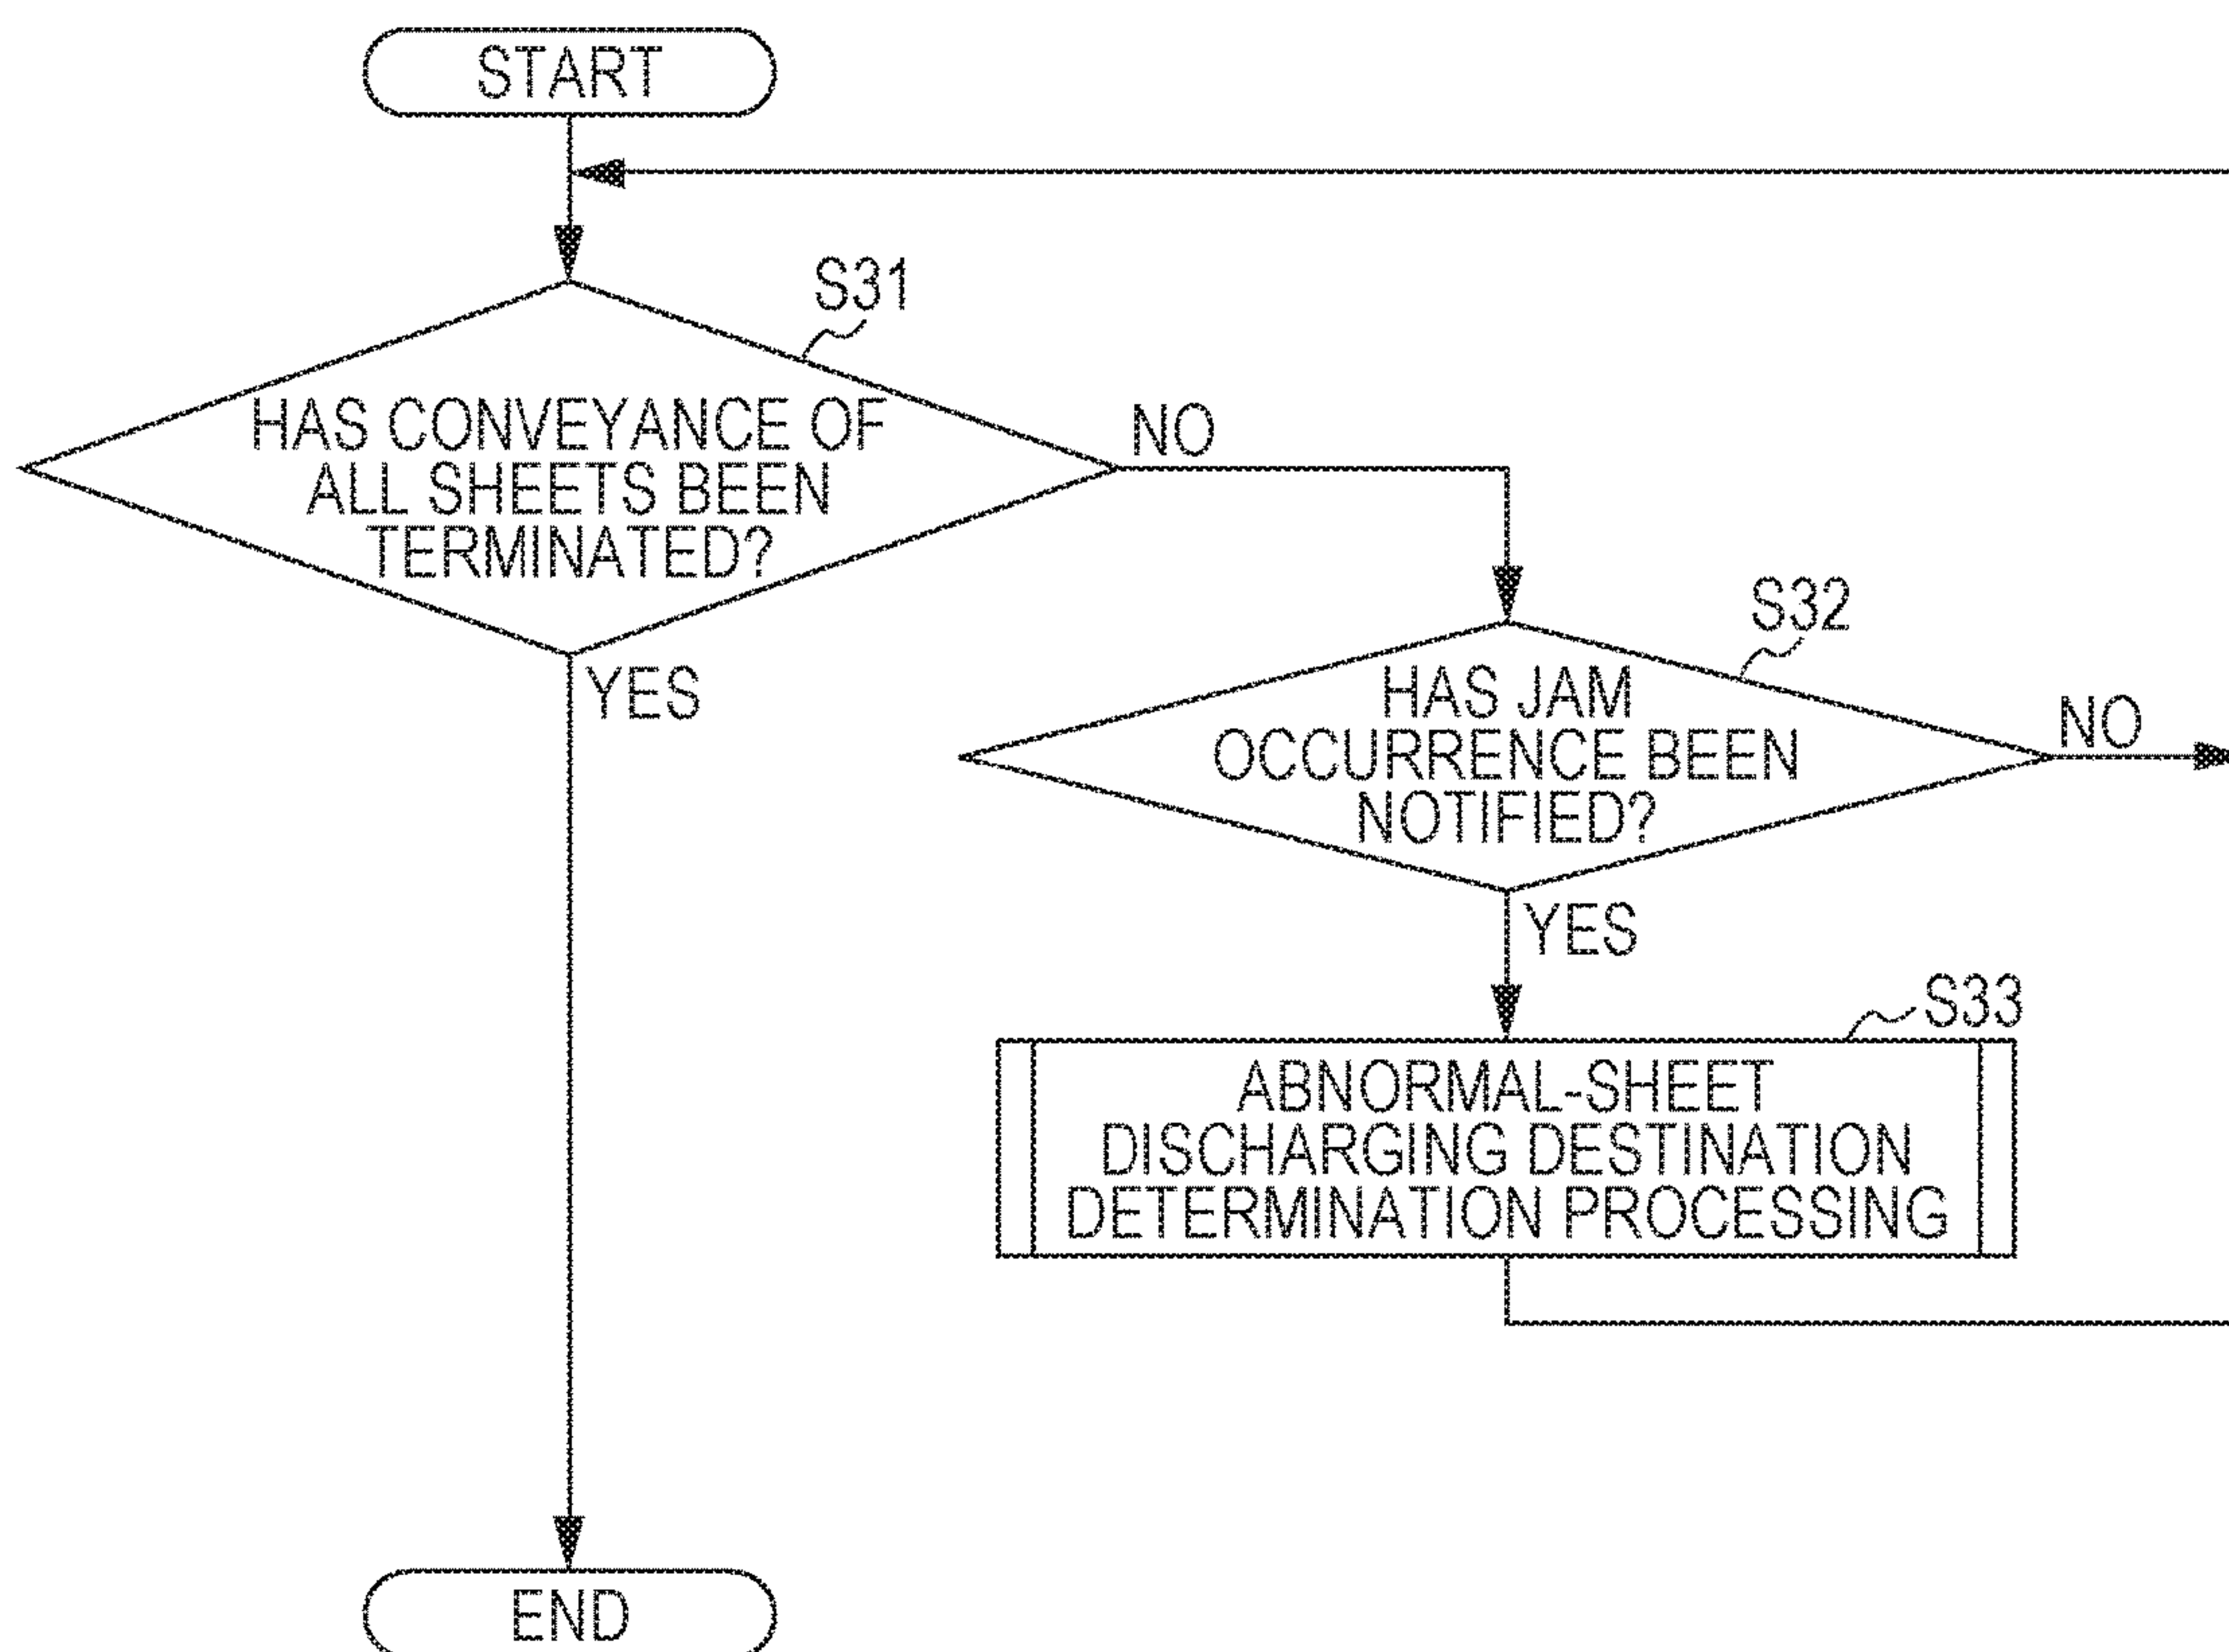 START
S31
HAS CONVEYANCE OF
ALL SHEETS BEEN
TERMINATED?
NO
YES
S32
HAS JAM
OCCURRENCE BEEN
NOTIFIED?
NO
YES
S33
ABNORMAL-SHEET
DISCHARGING DESTINATION
DETERMINATION PROCESSING
END